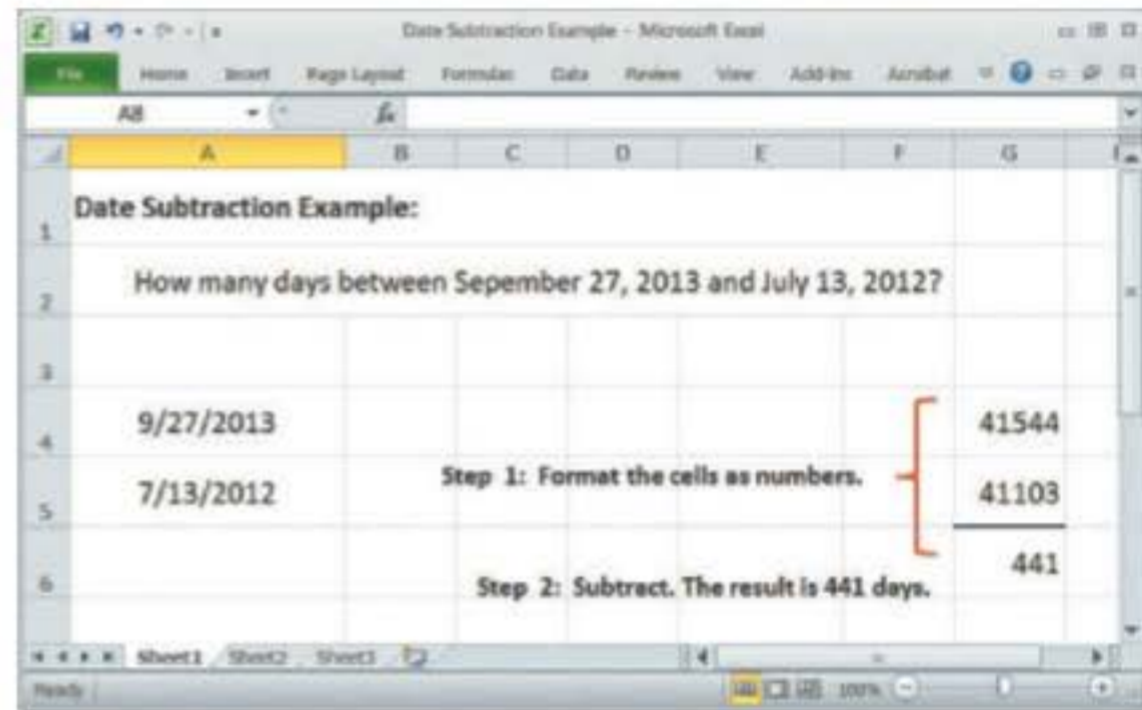 Date Subtraction Example - Microsoft Excel
File Home Insert Page Layout Formulas Data Review View Add-Ins Acrobat
A8 fx
A B C D E F G
1 Date Subtraction Example:
2 How many days between Sepember 27, 2013 and July 13, 2012?
3
4 9/27/2013 41544
Step 1: Format the cells as numbers.
5 7/13/2012 41103
6 441
Step 2: Subtract. The result is 441 days.
Sheet1 Sheet2 Sheet3
Ready 100%